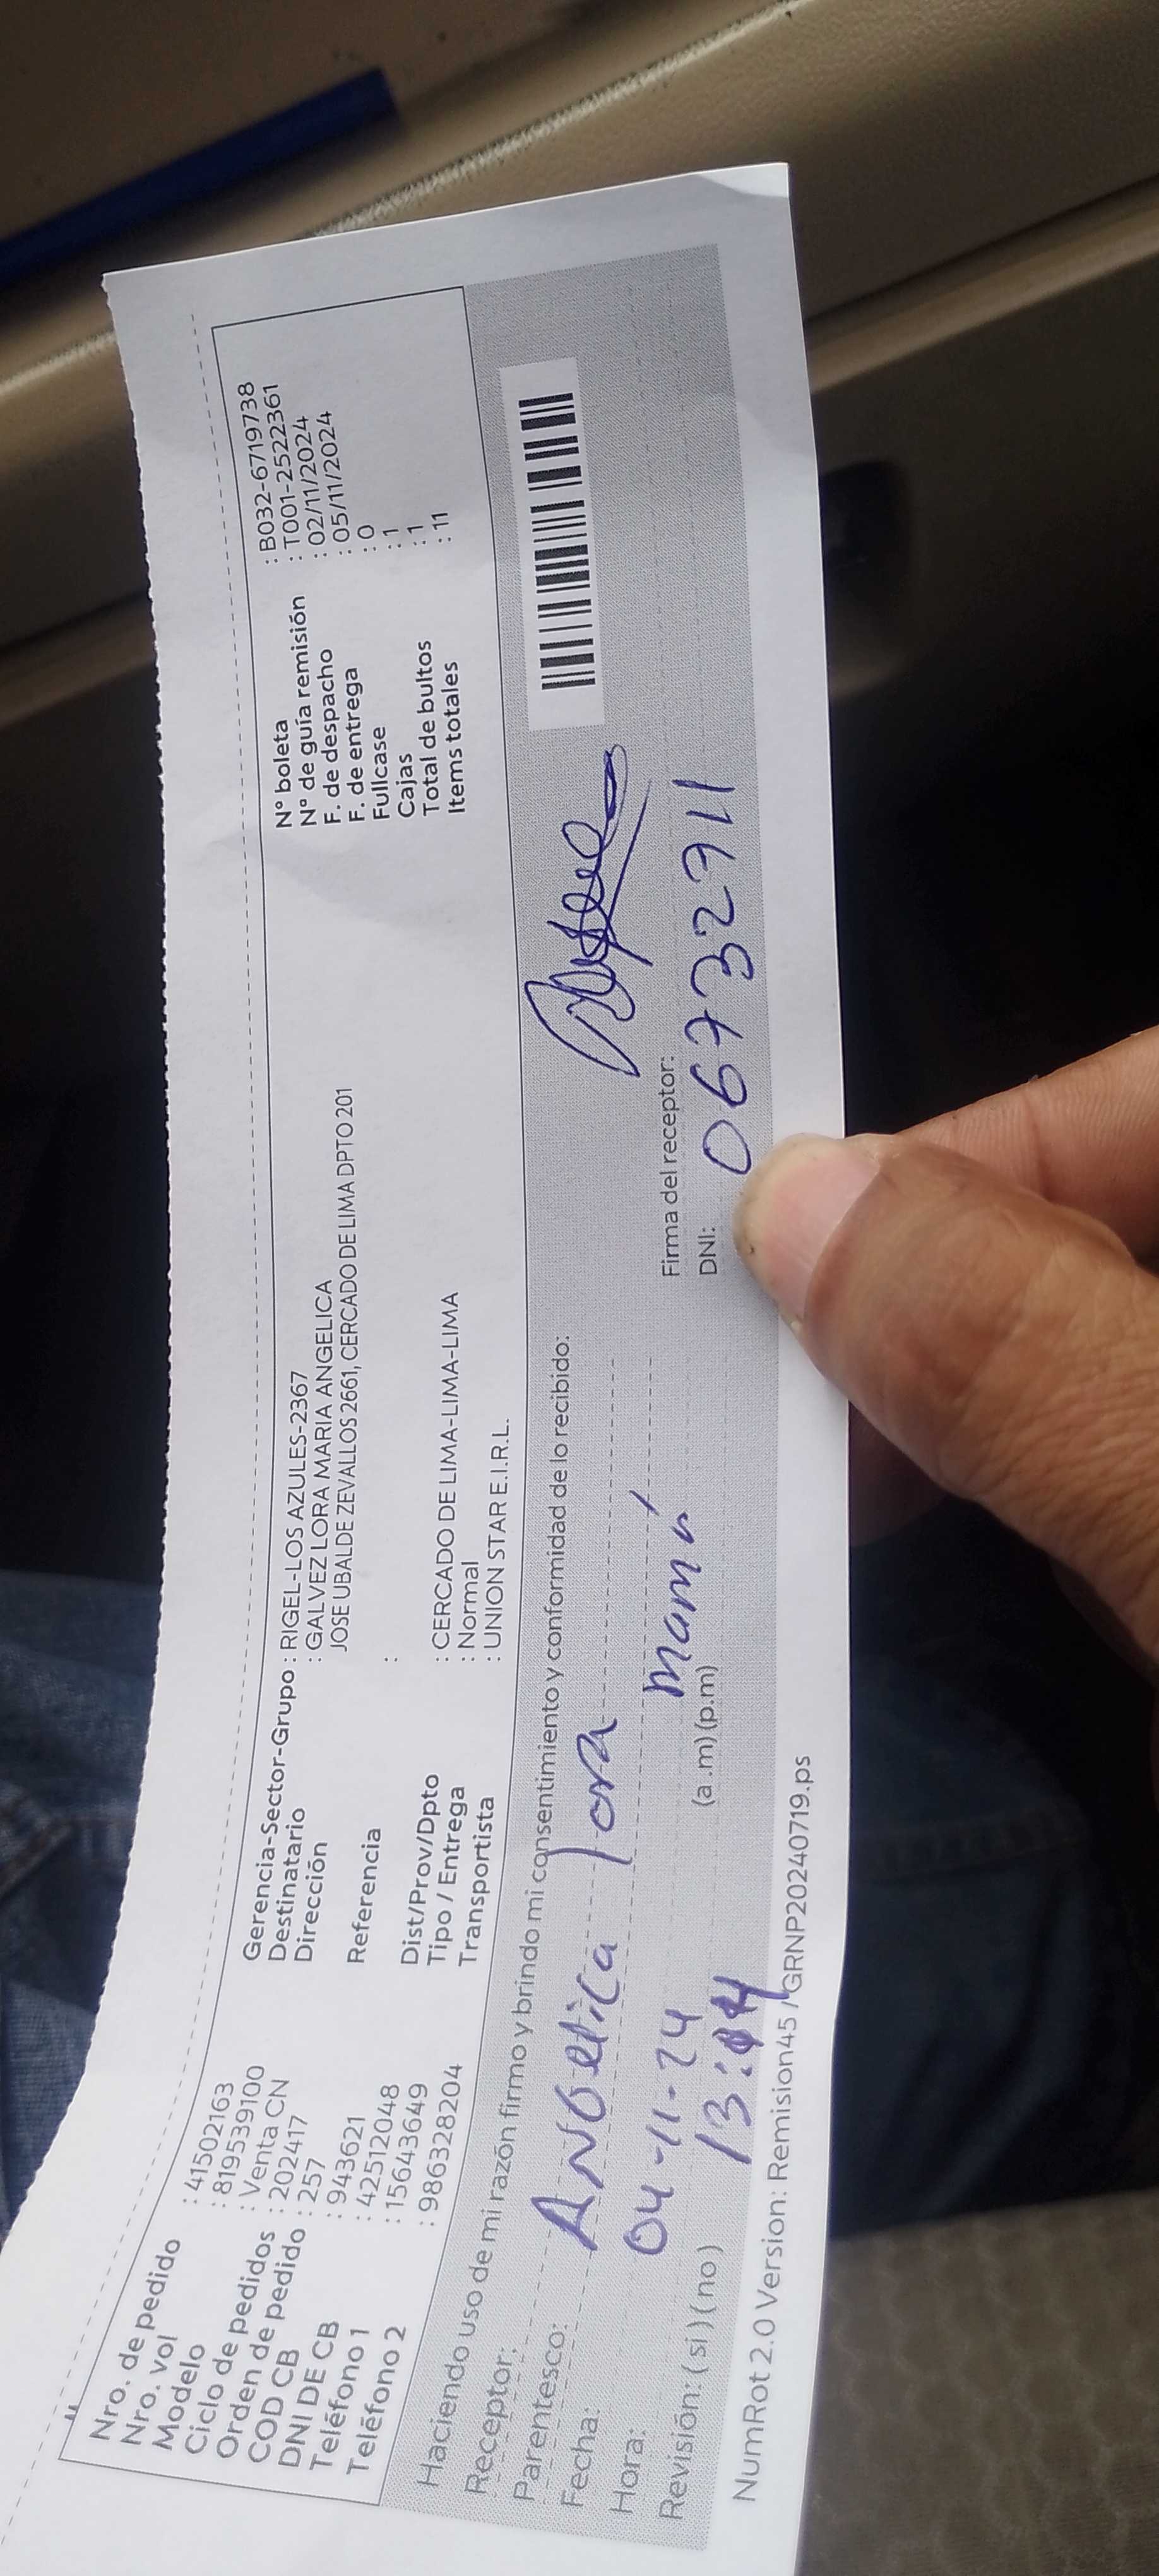 Nro. de pedido : 41502163
Nro. vol : 819539100
Modelo : Venta CN
Ciclo de pedidos : 202417
Orden de pedido : 257
COD CB : 943621
DNI DE CB : 42512048
Teléfono 1 : 15643649
Teléfono 2 : 986328204
Gerencia-Sector-Grupo : RIGEL-LOS AZULES-2367
Destinatario : GALVEZ LORA MARIA ANGELICA
Dirección JOSE UBALDE ZEVALLOS 2661, CERCADO DE LIMA DPTO 201
Referencia :
Dist/Prov/Dpto : CERCADO DE LIMA-LIMA-LIMA
Tipo / Entrega : Normal
Transportista : UNION STAR E.I.R.L.
N° boleta : B032-6719738
N° de guía remisión : T001-2522361
F. de despacho : 02/11/2024
F. de entrega : 05/11/2024
Fullcase : 0
Cajas : 1
Total de bultos : 1
Items totales : 11
Haciendo uso de mi razón firmo y brindo mi consentimiento y conformidad de lo recibido:
Receptor: Angelica Lora
Parentesco: mamá
Fecha: 04-11-24
Hora: 13: (a .m) (p.m)
Revisión: ( si ) ( no )
Firma del receptor:
DNI: 06732911
NumRot 2.0 Version: Remision45 /GRNP20240719.ps